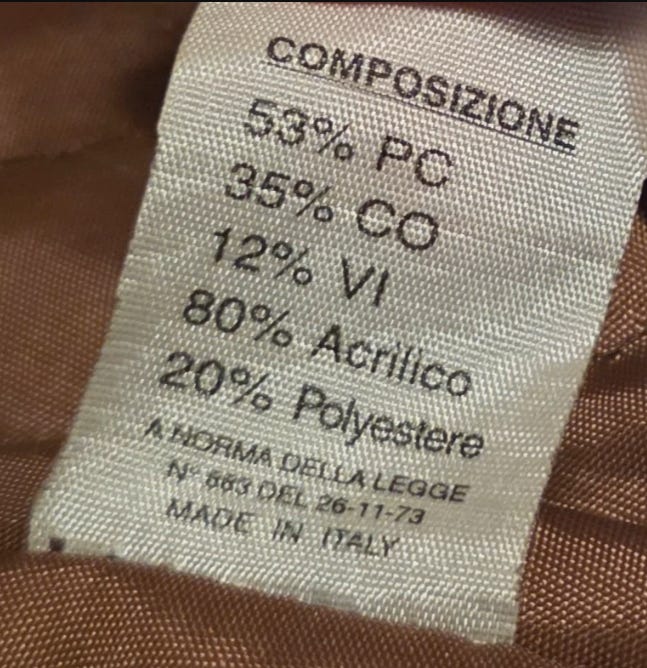 COMPOSIZIONE
53% PC
35% CO
12% VI
80% Acrilico
20% Polyestere
A NORMA DELLA LEGGE
N° 883 DEL 26-11-73
MADE IN ITALY